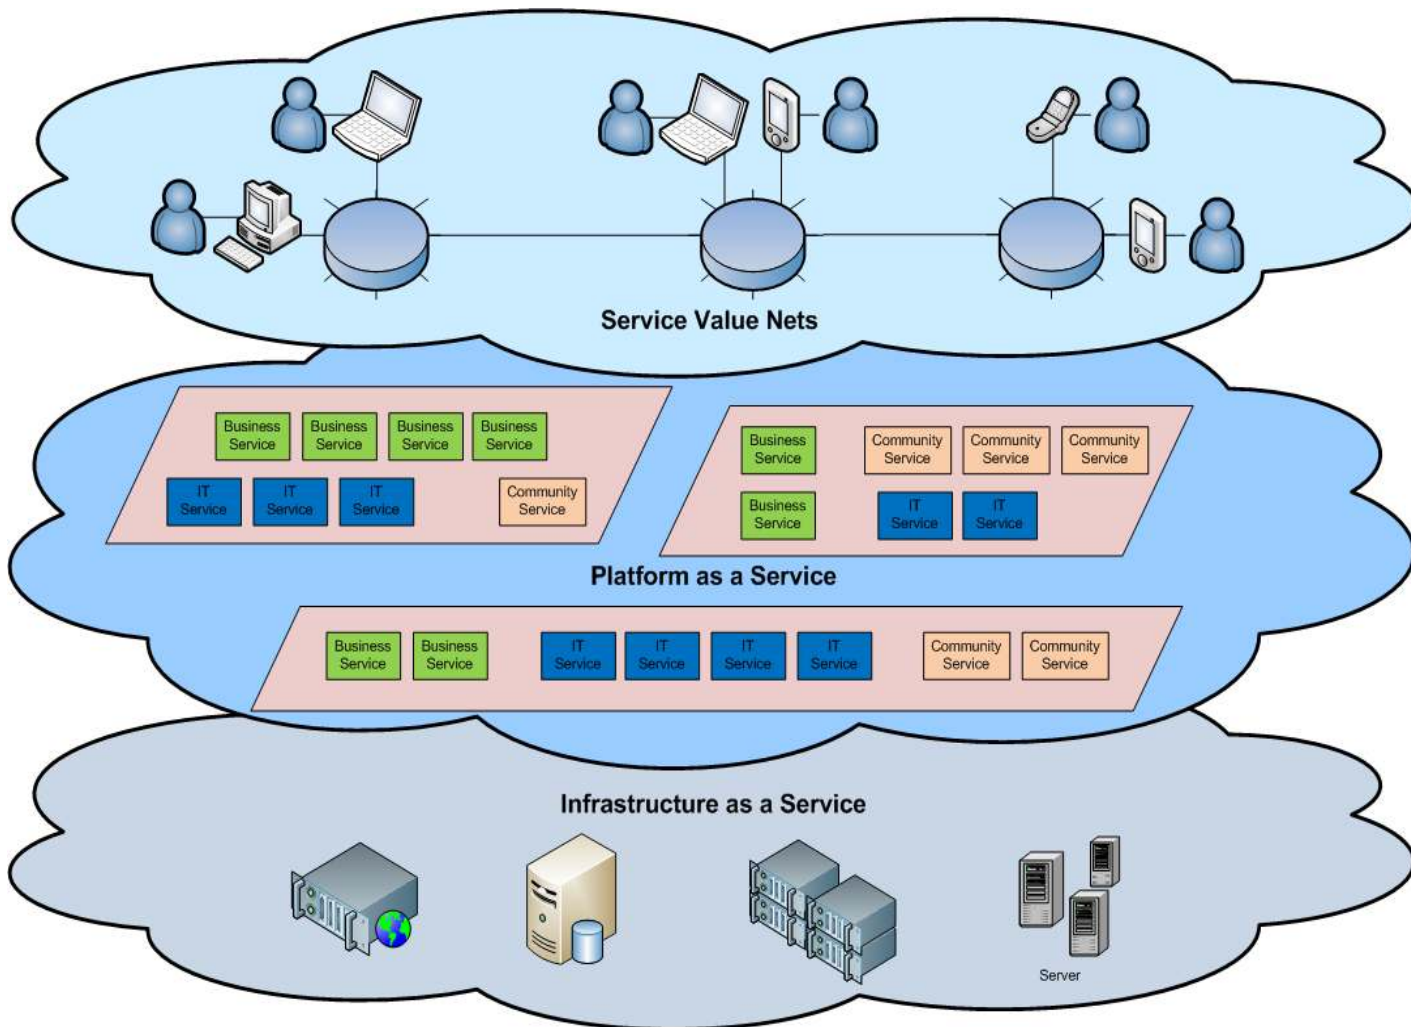 Service Value Nets
Business
Service
Business
Service
Business
Service
Business
Service
IT
Service
IT
Service
IT
Service
Community
Service
Business
Service
Community
Service
Community
Service
Community
Service
Business
Service
IT
Service
IT
Service
Platform as a Service
Business
Service
Business
Service
IT
Service
IT
Service
IT
Service
IT
Service
Community
Service
Community
Service
Infrastructure as a Service
Server